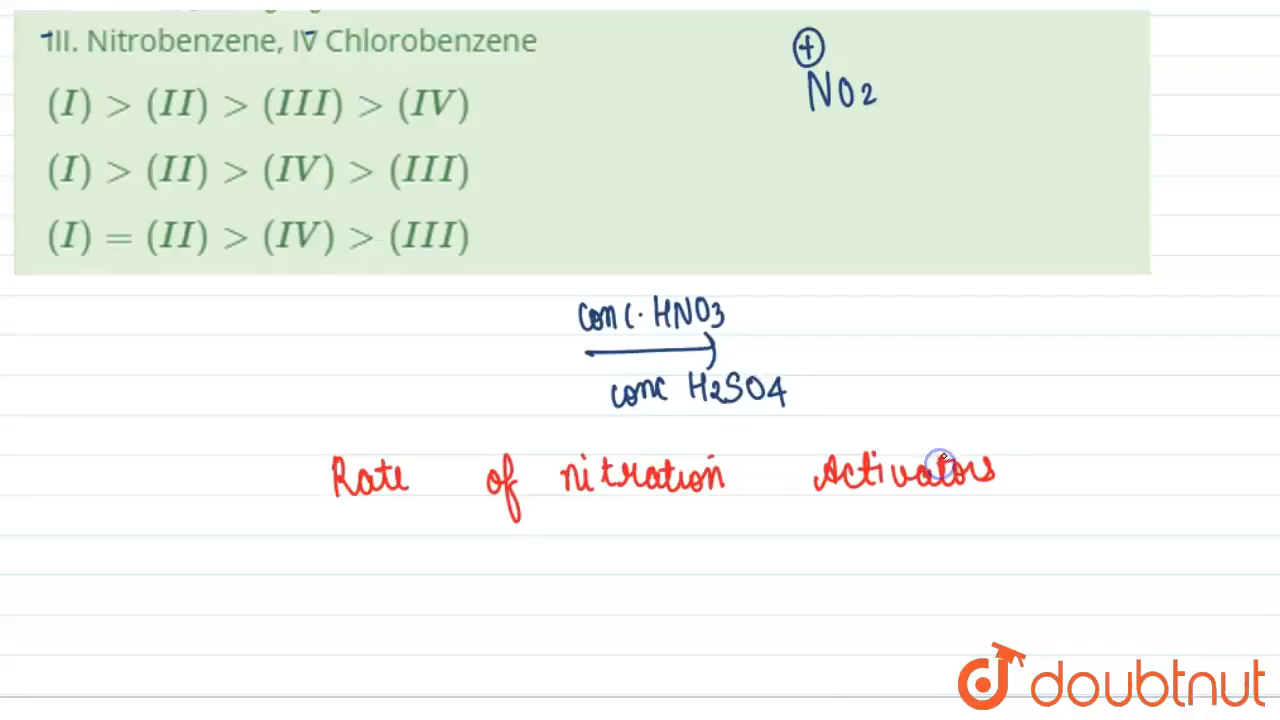 III. Nitrobenzene, IV Chlorobenzene
(I) > (II) > (III) > (IV)
(I) > (II) > (IV) > (III)
(I) = (II) > (IV) > (III)
⊕
NO2
conc. HNO3
conc H2SO4
Rate of nitration Activators
doubtnut